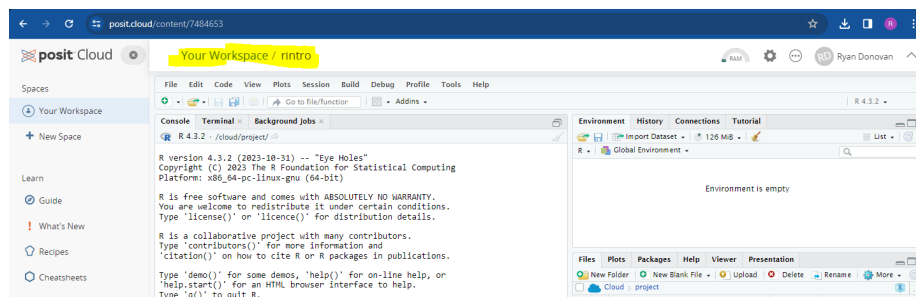 posit.cloud/content/7484653
R
posit Cloud
Your Workspace / rintro
RAM
RD Ryan Donovan
Spaces
Your Workspace
New Space
Learn
Guide
What's New
Recipes
Cheatsheets
File Edit Code View Plots Session Build Debug Profile Tools Help
Go to file/function Addins
R 4.3.2
Console Terminal × Background Jobs ×
R 4.3.2 · /cloud/project/
R version 4.3.2 (2023-10-31) -- "Eye Holes"
Copyright (C) 2023 The R Foundation for Statistical Computing
Platform: x86_64-pc-linux-gnu (64-bit)
R is free software and comes with ABSOLUTELY NO WARRANTY.
You are welcome to redistribute it under certain conditions.
Type 'license()' or 'licence()' for distribution details.
R is a collaborative project with many contributors.
Type 'contributors()' for more information and
'citation()' on how to cite R or R packages in publications.
Type 'demo()' for some demos, 'help()' for on-line help, or
'help.start()' for an HTML browser interface to help.
Type 'q()' to quit R.
Environment History Connections Tutorial
Import Dataset 126 MiB List
R Global Environment
Environment is empty
Files Plots Packages Help Viewer Presentation
New Folder New Blank File Upload Delete Rename More
Cloud project